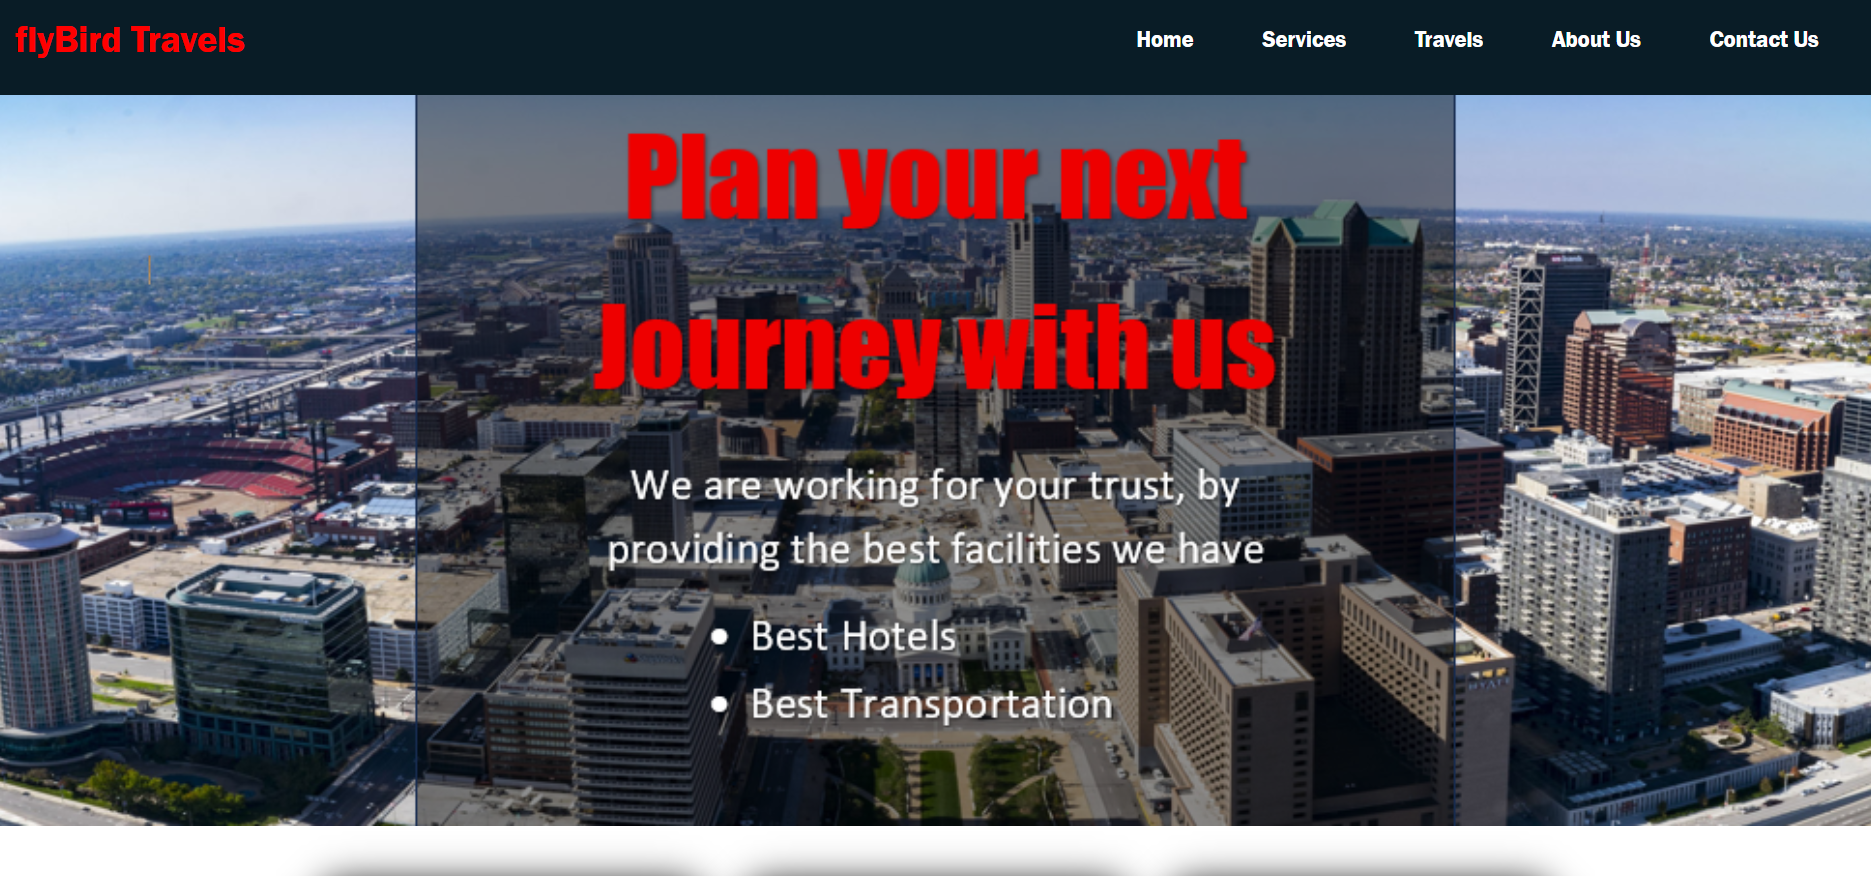 flyBird Travels
Home Services Travels About Us Contact Us
Plan your next
Journey with us
We are working for your trust, by
providing the best facilities we have
Best Hotels
Best Transportation
HYATT